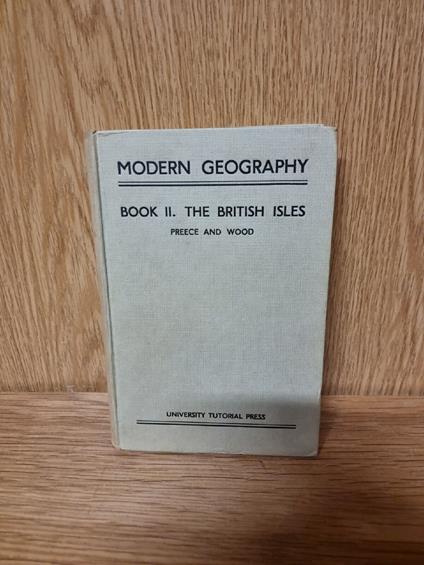 MODERN GEOGRAPHY
BOOK II. THE BRITISH ISLES
PREECE AND WOOD
UNIVERSITY TUTORIAL PRESS